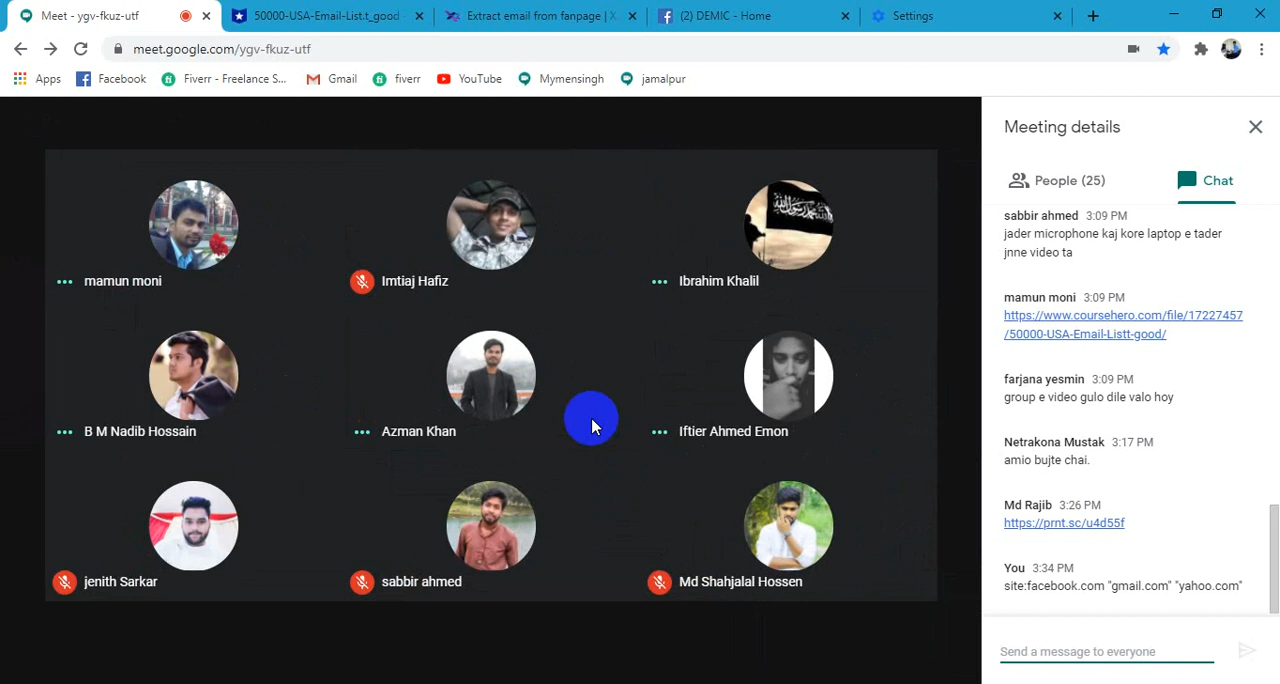 Meet - ygv-fkuz-utf
50000-USA-Email-List.t_good -
Extract email from fanpage | X
(2) DEMIC - Home
Settings
meet.google.com/ygv-fkuz-utf
Apps
Facebook
Fiverr - Freelance S...
Gmail
fiverr
YouTube
Mymensingh
jamalpur
mamun moni
Imtiaj Hafiz
Ibrahim Khalil
B M Nadib Hossain
Azman Khan
Iftier Ahmed Emon
jenith Sarkar
sabbir ahmed
Md Shahjalal Hossen
Meeting details
People (25)
Chat
sabbir ahmed 3:09 PM
jader microphone kaj kore laptop e tader
jnne video ta
mamun moni 3:09 PM
https://www.coursehero.com/file/17227457
/50000-USA-Email-Listt-good/
farjana yesmin 3:09 PM
group e video gulo dile valo hoy
Netrakona Mustak 3:17 PM
amio bujte chai.
Md Rajib 3:26 PM
https://prnt.sc/u4d55f
You 3:34 PM
site:facebook.com "gmail.com" "yahoo.com"
Send a message to everyone